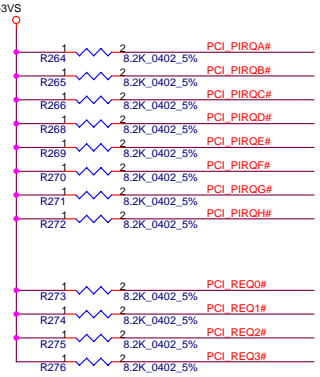 +3VS
1 2 PCI_PIRQA#
R264 8.2K_0402_5%
1 2 PCI_PIRQB#
R265 8.2K_0402_5%
1 2 PCI_PIRQC#
R266 8.2K_0402_5%
1 2 PCI_PIRQD#
R268 8.2K_0402_5%
1 2 PCI_PIRQE#
R269 8.2K_0402_5%
1 2 PCI_PIRQF#
R270 8.2K_0402_5%
1 2 PCI_PIRQG#
R271 8.2K_0402_5%
1 2 PCI_PIRQH#
R272 8.2K_0402_5%
1 2 PCI_REQ0#
R273 8.2K_0402_5%
1 2 PCI_REQ1#
R274 8.2K_0402_5%
1 2 PCI_REQ2#
R275 8.2K_0402_5%
1 2 PCI_REQ3#
R276 8.2K_0402_5%